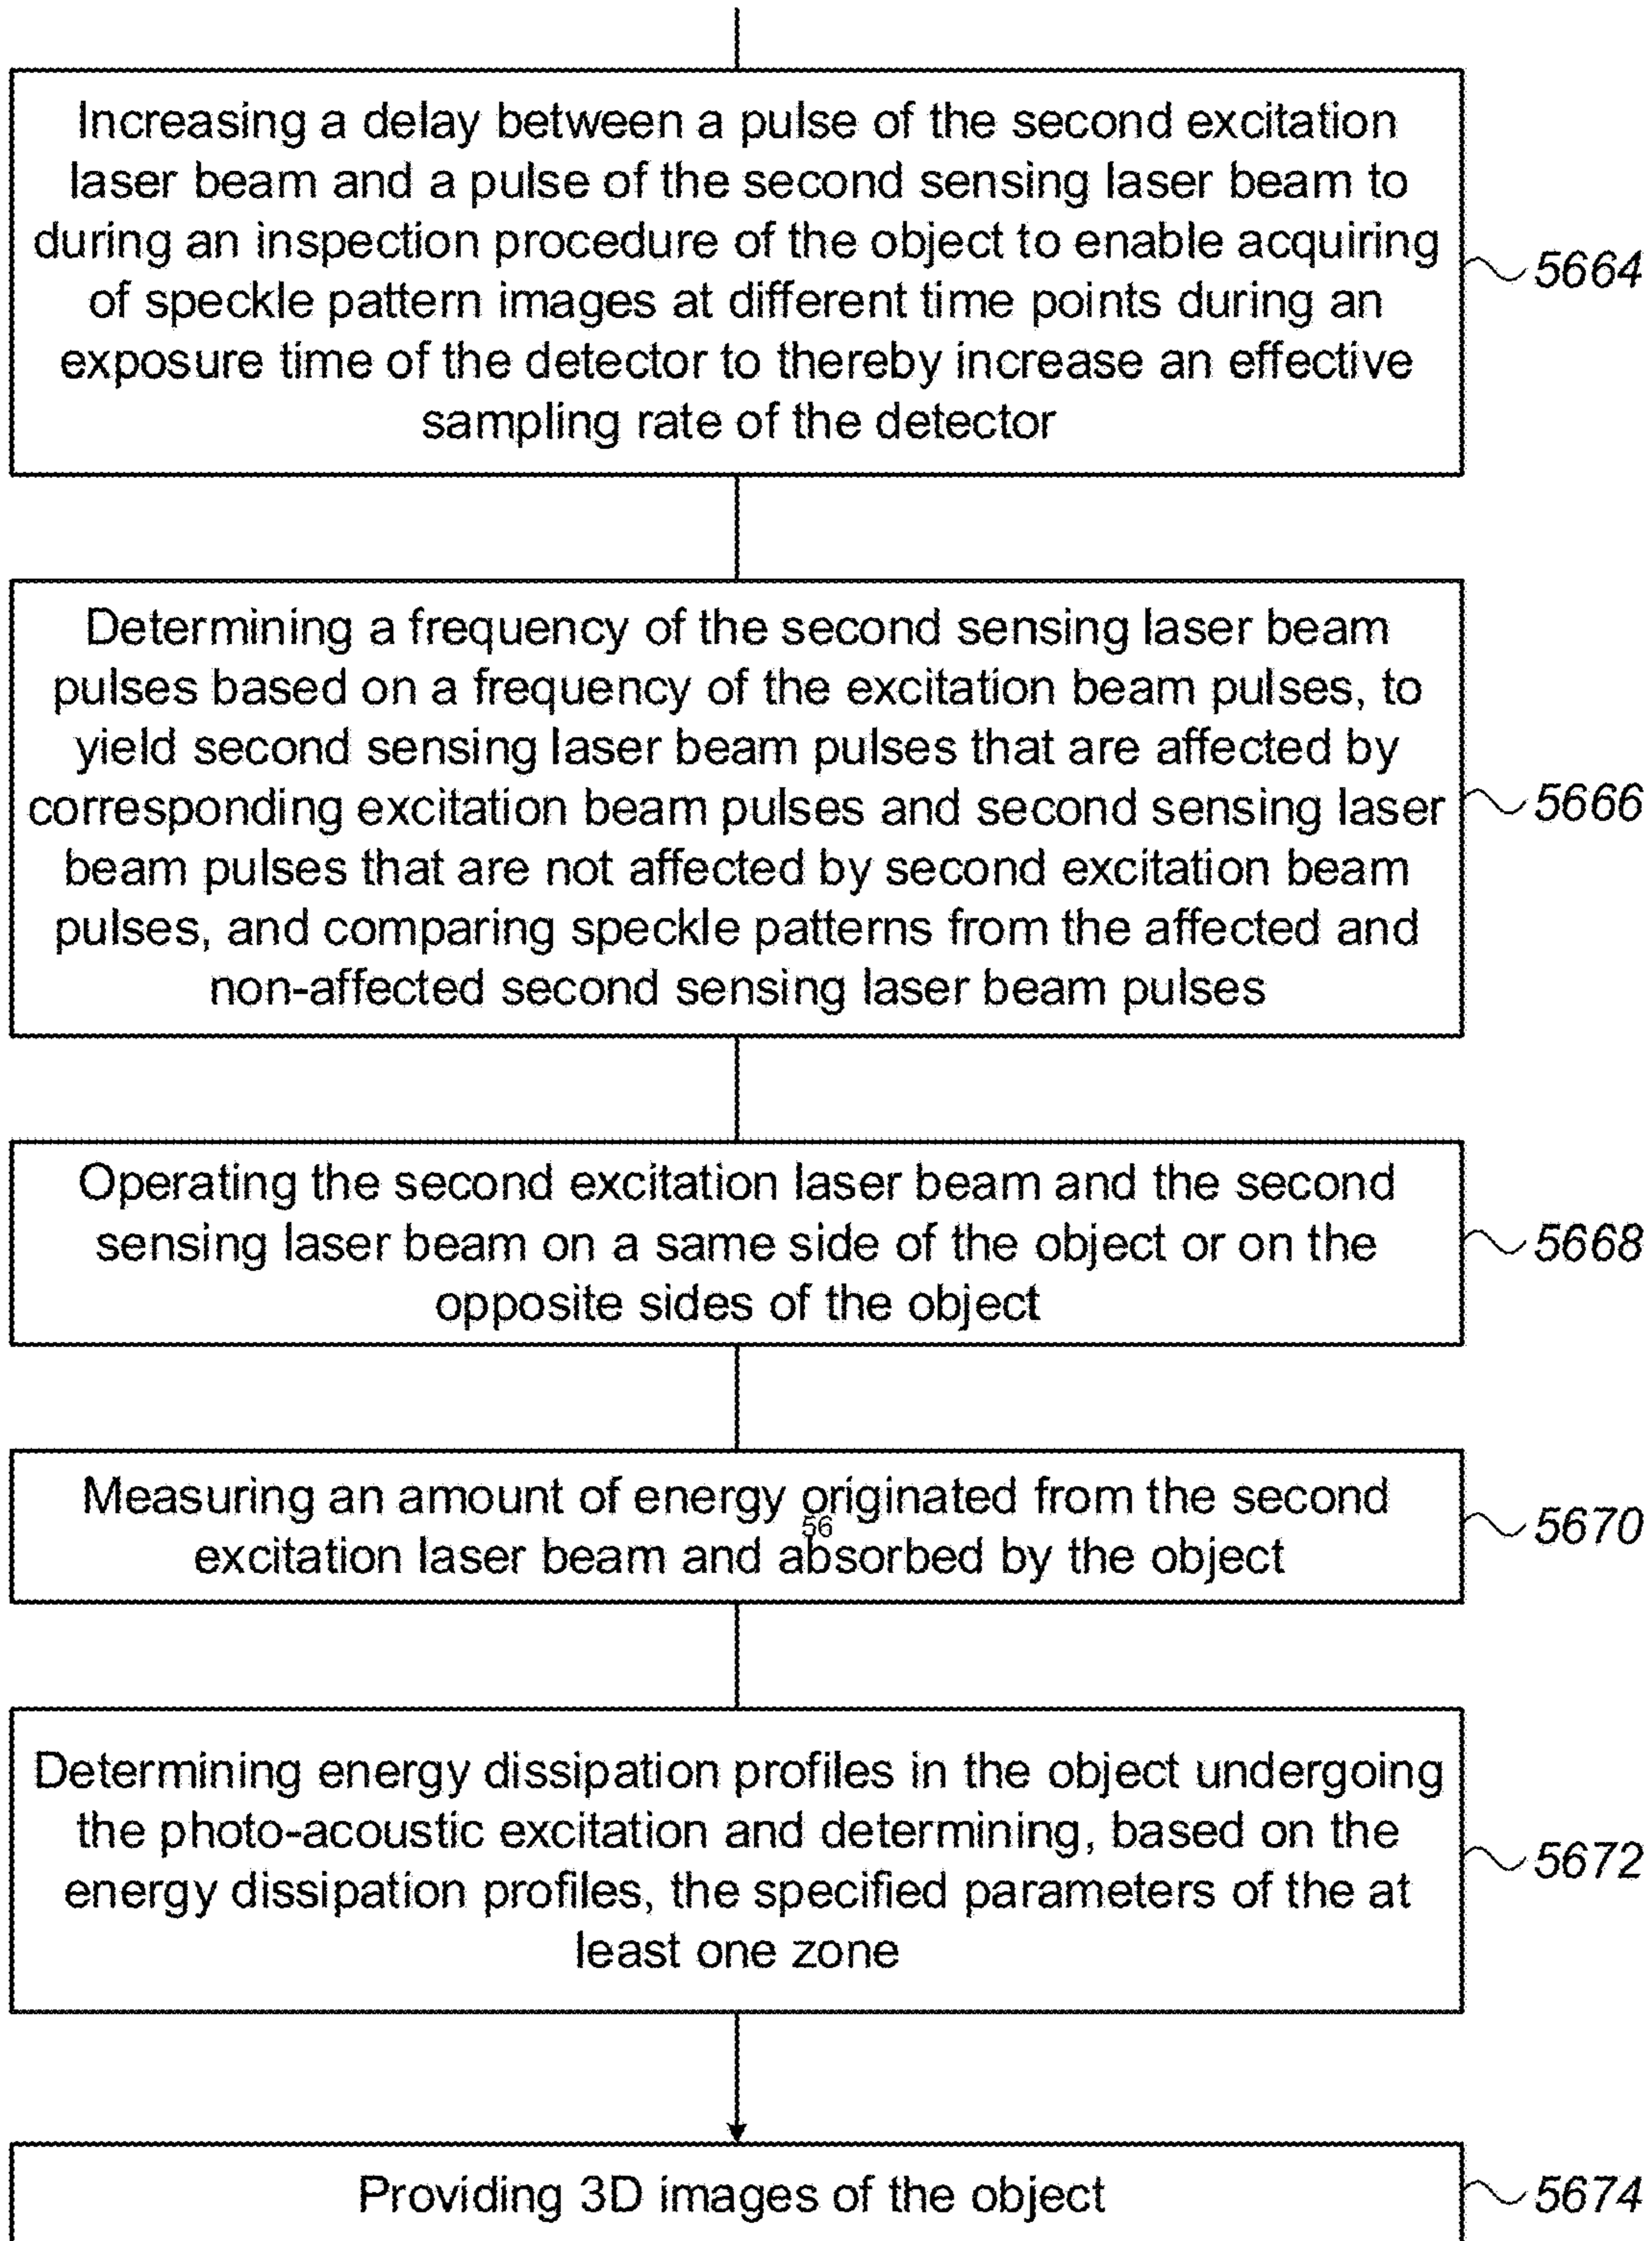 Increasing a delay between a pulse of the second excitation
laser beam and a pulse of the second sensing laser beam to
during an inspection procedure of the object to enable acquiring
of speckle pattern images at different time points during an
exposure time of the detector to thereby increase an effective
sampling rate of the detector
5664
Determining a frequency of the second sensing laser beam
pulses based on a frequency of the excitation beam pulses, to
yield second sensing laser beam pulses that are affected by
corresponding excitation beam pulses and second sensing laser
beam pulses that are not affected by second excitation beam
pulses, and comparing speckle patterns from the affected and
non-affected second sensing laser beam pulses
5666
Operating the second excitation laser beam and the second
sensing laser beam on a same side of the object or on the
opposite sides of the object
5668
Measuring an amount of energy originated from the second
56
excitation laser beam and absorbed by the object
5670
Determining energy dissipation profiles in the object undergoing
the photo-acoustic excitation and determining, based on the
energy dissipation profiles, the specified parameters of the at
least one zone
5672
Providing 3D images of the object
5674